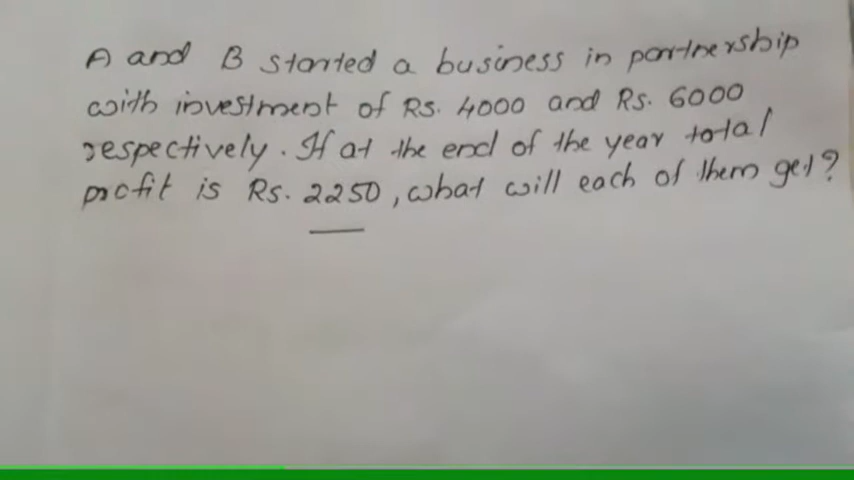 A and B started a business in partnership
with investment of Rs. 4000 and Rs. 6000
respectively. If at the end of the year total
profit is Rs. 2250, what will each of them get?